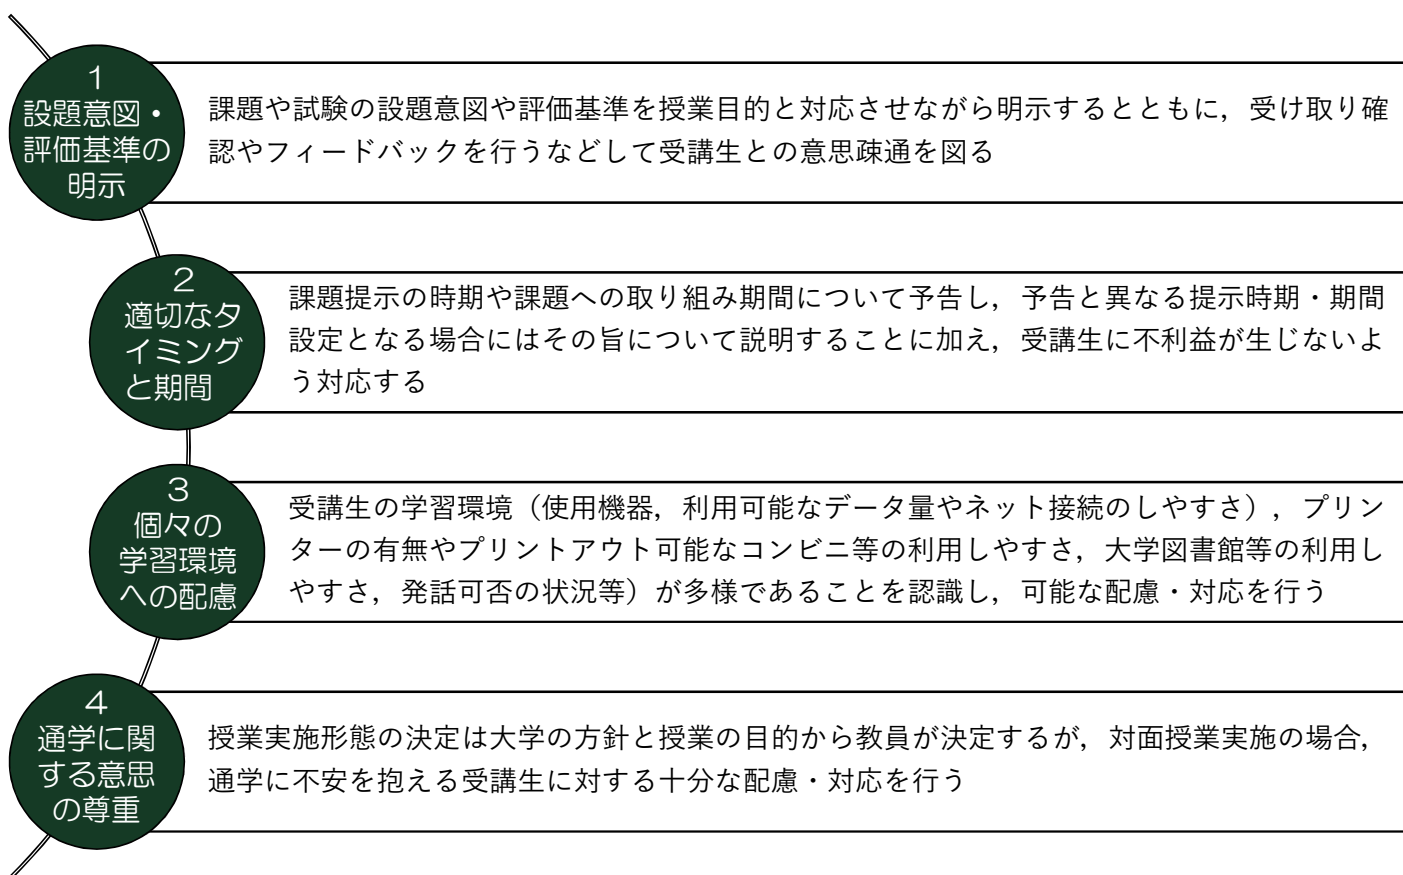 1
設題意図・
評価基準の
明示
課題や試験の設題意図や評価基準を授業目的と対応させながら明示するとともに，受け取り確
認やフィードバックを行うなどして受講生との意思疎通を図る
2
適切なタ
イミング
と期間
課題提示の時期や課題への取り組み期間について予告し，予告と異なる提示時期・期間
設定となる場合にはその旨について説明することに加え，受講生に不利益が生じないよ
う対応する
3
個々の
学習環境
への配慮
受講生の学習環境（使用機器，利用可能なデータ量やネット接続のしやすさ），プリン
ターの有無やプリントアウト可能なコンビニ等の利用しやすさ，大学図書館等の利用し
やすさ，発話可否の状況等）が多様であることを認識し，可能な配慮・対応を行う
4
通学に関
する意思
の尊重
授業実施形態の決定は大学の方針と授業の目的から教員が決定するが，対面授業実施の場合，
通学に不安を抱える受講生に対する十分な配慮・対応を行う